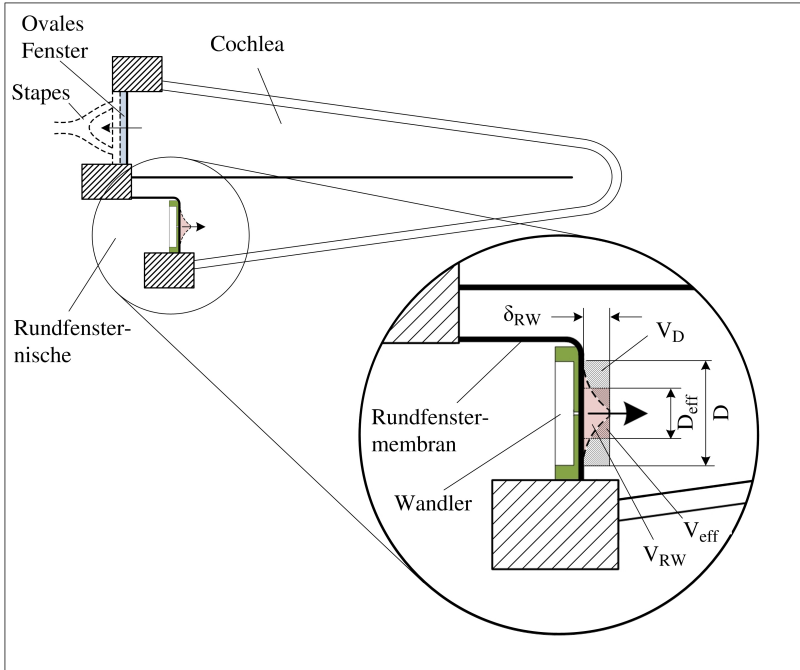 Ovales
Fenster
Cochlea
Stapes
Rundfenster-
nische
δRW
VD
Deff
D
Rundfenster-
membran
Wandler
Veff
VRW